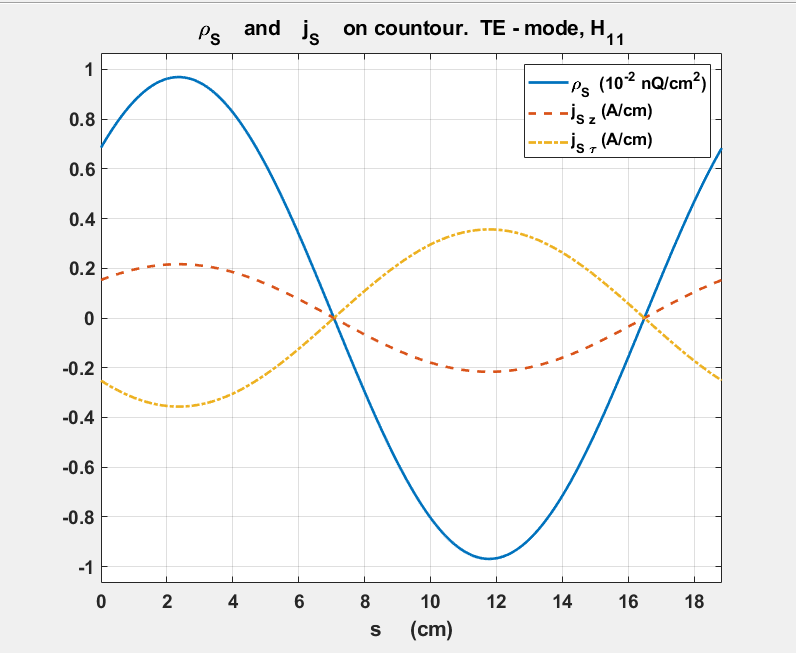 ρS and jS on countour. TE - mode, H11
1
0.8
0.6
0.4
0.2
0
-0.2
-0.4
-0.6
-0.8
-1
ρS (10-2 nQ/cm2)
jS z (A/cm)
jS τ (A/cm)
0 2 4 6 8 10 12 14 16 18
s (cm)